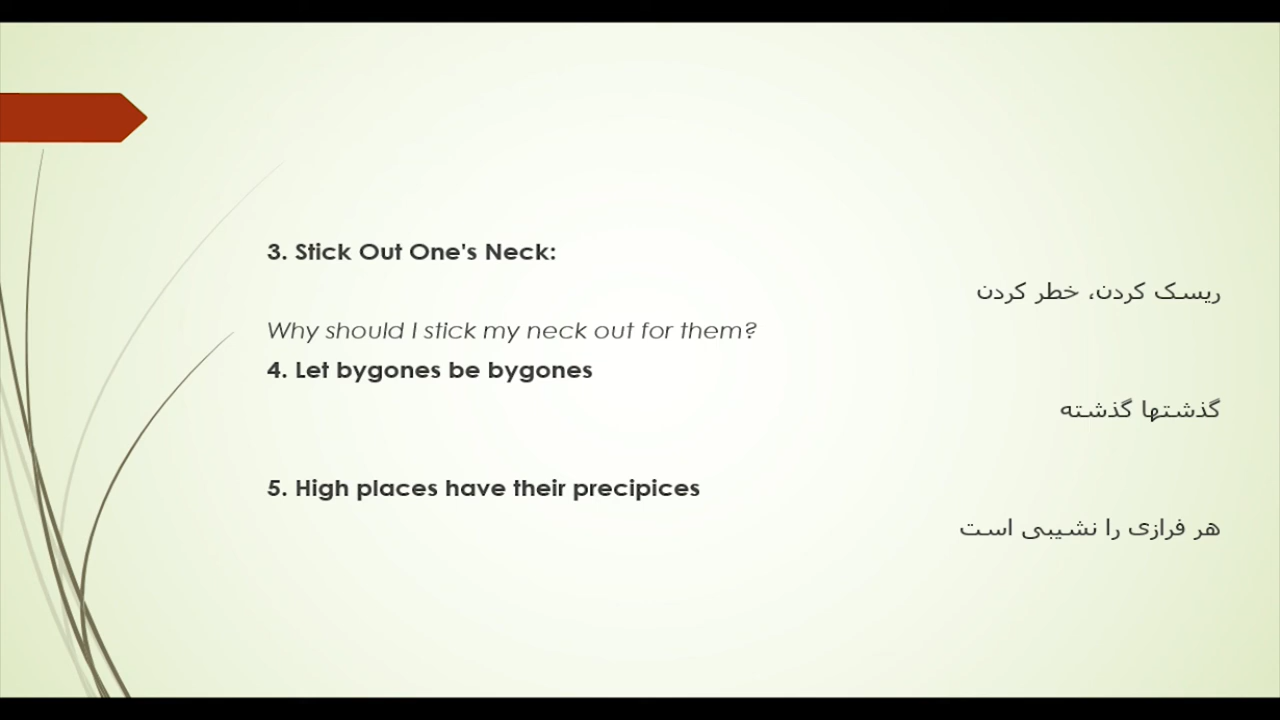 3. Stick Out One's Neck:
ریسک کردن، خطر کردن
Why should I stick my neck out for them?
4. Let bygones be bygones
گذشتها گذشته
5. High places have their precipices
هر فرازی را نشیبی است